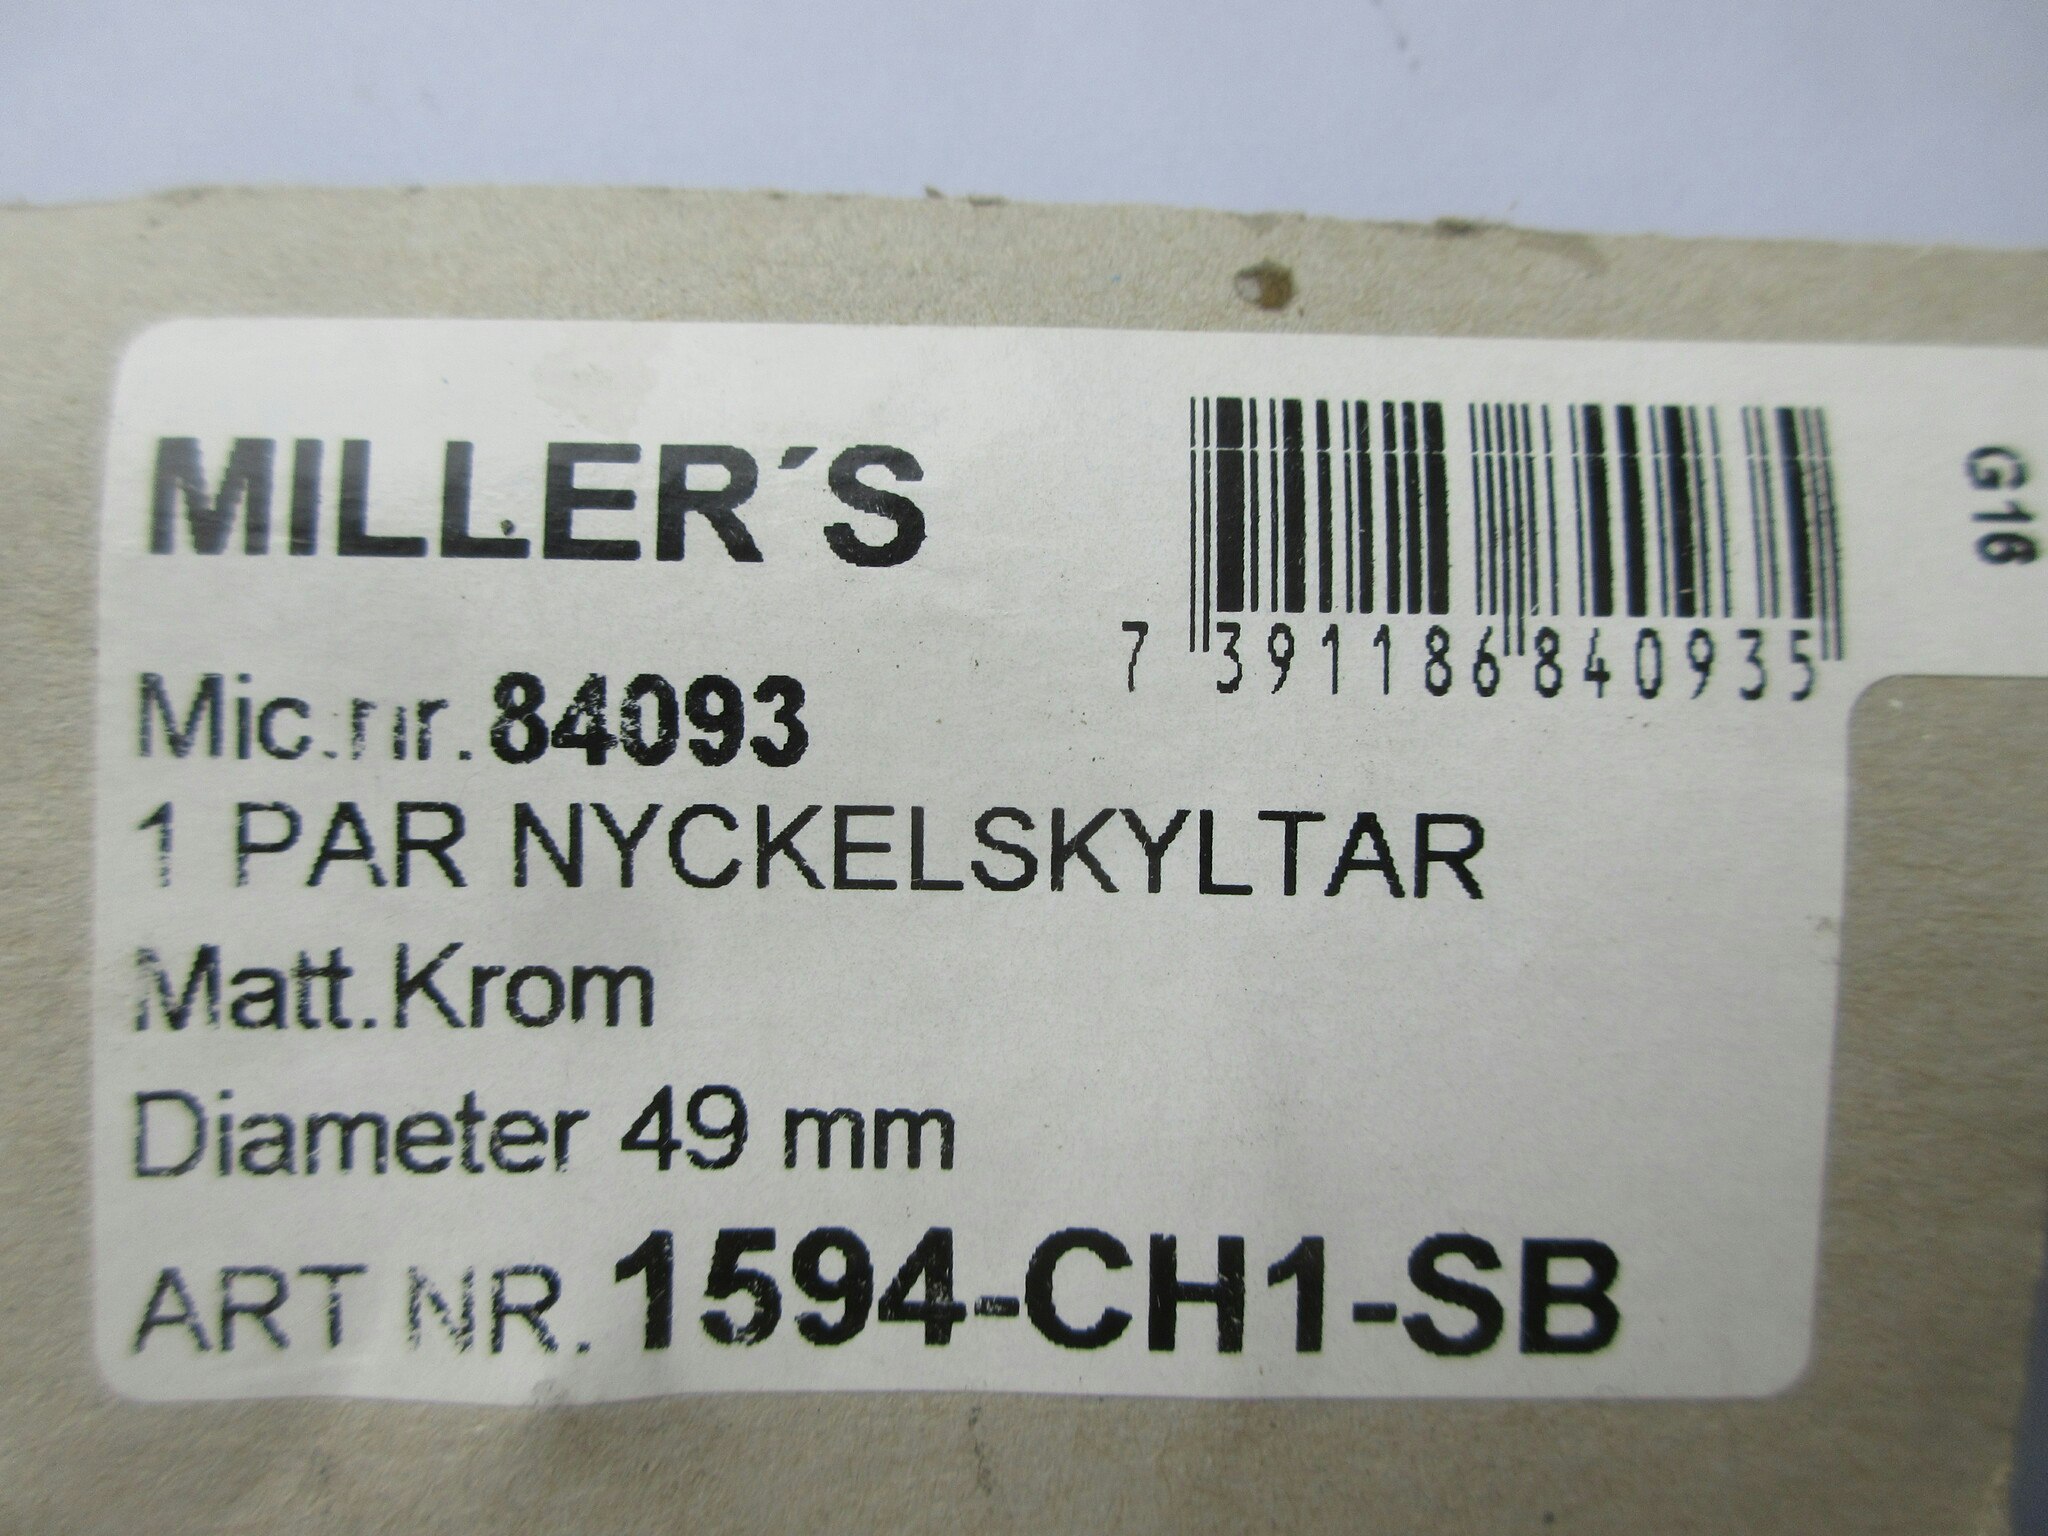 MILLER´S
7 391186 840935
G16
Mic.nr.84093
1 PAR NYCKELSKYLTAR
Matt.Krom
Diameter 49 mm
ART NR. 1594-CH1-SB